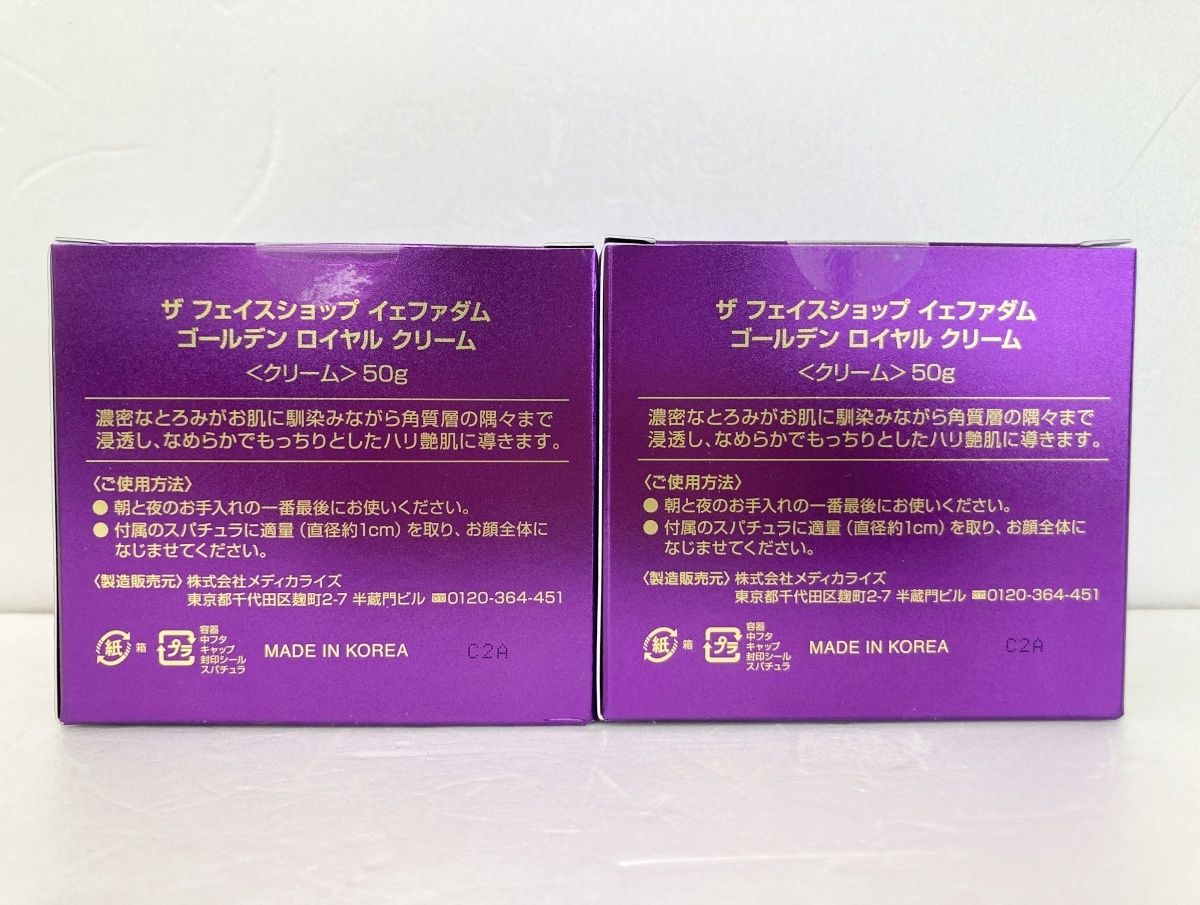 ザ フェイスショップ イェファダム
ゴールデン ロイヤル クリーム
〈クリーム〉50g
濃密なとろみがお肌に馴染みながら角質層の隅々まで
浸透し、なめらかでもっちりとしたハリ艶肌に導きます。
〈ご使用方法〉
● 朝と夜のお手入れの一番最後にお使いください。
● 付属のスパチュラに適量（直径約1cm）を取り、お顔全体に
なじませてください。
〈製造販売元〉株式会社メディカライズ
東京都千代田区麹町2-7 半蔵門ビル 0120-364-451
紙 箱
プラ
容器
中フタ
キャップ
封印シール
スパチュラ
MADE IN KOREA
C2A
ザ フェイスショップ イェファダム
ゴールデン ロイヤル クリーム
〈クリーム〉50g
濃密なとろみがお肌に馴染みながら角質層の隅々まで
浸透し、なめらかでもっちりとしたハリ艶肌に導きます。
〈ご使用方法〉
● 朝と夜のお手入れの一番最後にお使いください。
● 付属のスパチュラに適量（直径約1cm）を取り、お顔全体に
なじませてください。
〈製造販売元〉株式会社メディカライズ
東京都千代田区麹町2-7 半蔵門ビル 0120-364-451
紙 箱
プラ
容器
中フタ
キャップ
封印シール
スパチュラ
MADE IN KOREA
C2A